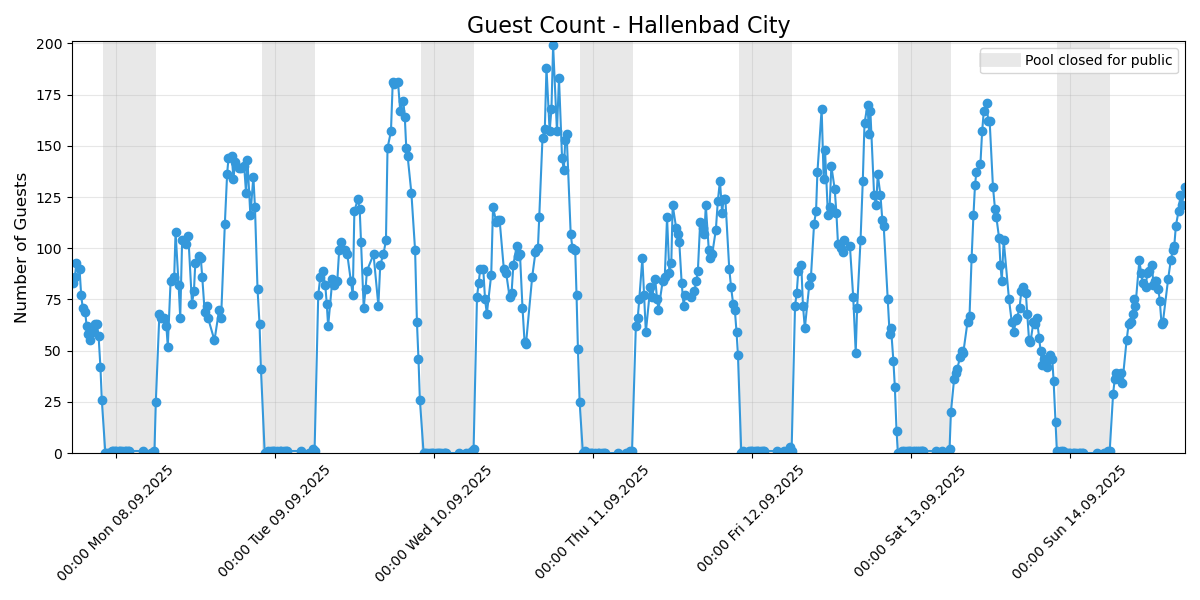 Guest Count - Hallenbad City
Pool closed for public
Number of Guests
200
175
150
125
100
75
50
25
0
00:00 Mon 08.09.2025
00:00 Tue 09.09.2025
00:00 Wed 10.09.2025
00:00 Thu 11.09.2025
00:00 Fri 12.09.2025
00:00 Sat 13.09.2025
00:00 Sun 14.09.2025